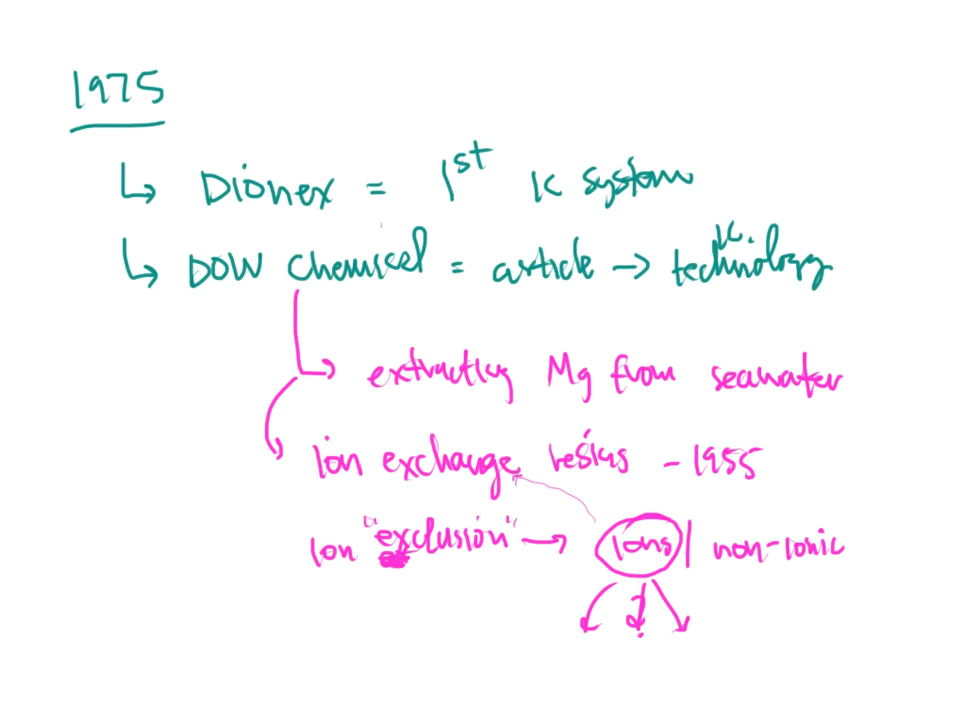 1975
↳ Dionex = 1st IC system
↳ DOW Chemical = article → IC. technology
↳ extracting Mg from seawater
Ion exchange resins - 1955
Ion "exclusion" → Ions | non-ionic